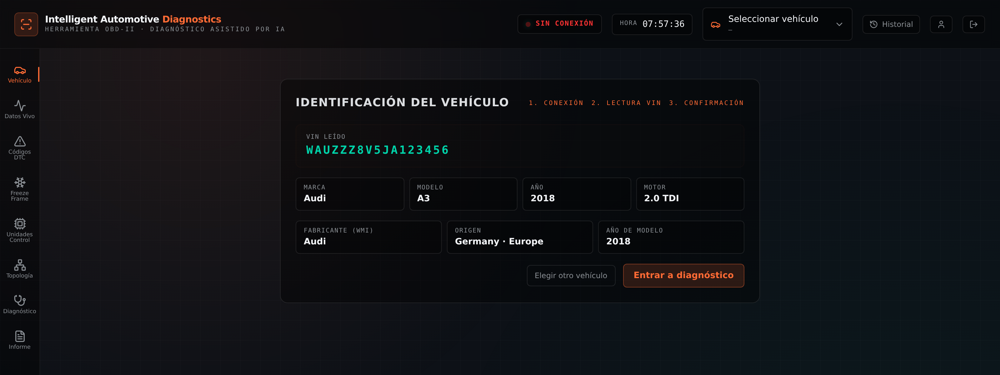 Intelligent Automotive Diagnostics
HERRAMIENTA OBD-II · DIAGNÓSTICO ASISTIDO POR IA
SIN CONEXIÓN
HORA 07:57:36
Seleccionar vehículo
—
Historial
Vehículo
Datos Vivo
Códigos
DTC
Freeze
Frame
Unidades
Control
Topología
Diagnóstico
Informe
IDENTIFICACIÓN DEL VEHÍCULO
1. CONEXIÓN 2. LECTURA VIN 3. CONFIRMACIÓN
VIN LEÍDO
WAUZZZ8V5JA123456
MARCA
Audi
MODELO
A3
AÑO
2018
MOTOR
2.0 TDI
FABRICANTE (WMI)
Audi
ORIGEN
Germany · Europe
AÑO DE MODELO
2018
Elegir otro vehículo
Entrar a diagnóstico